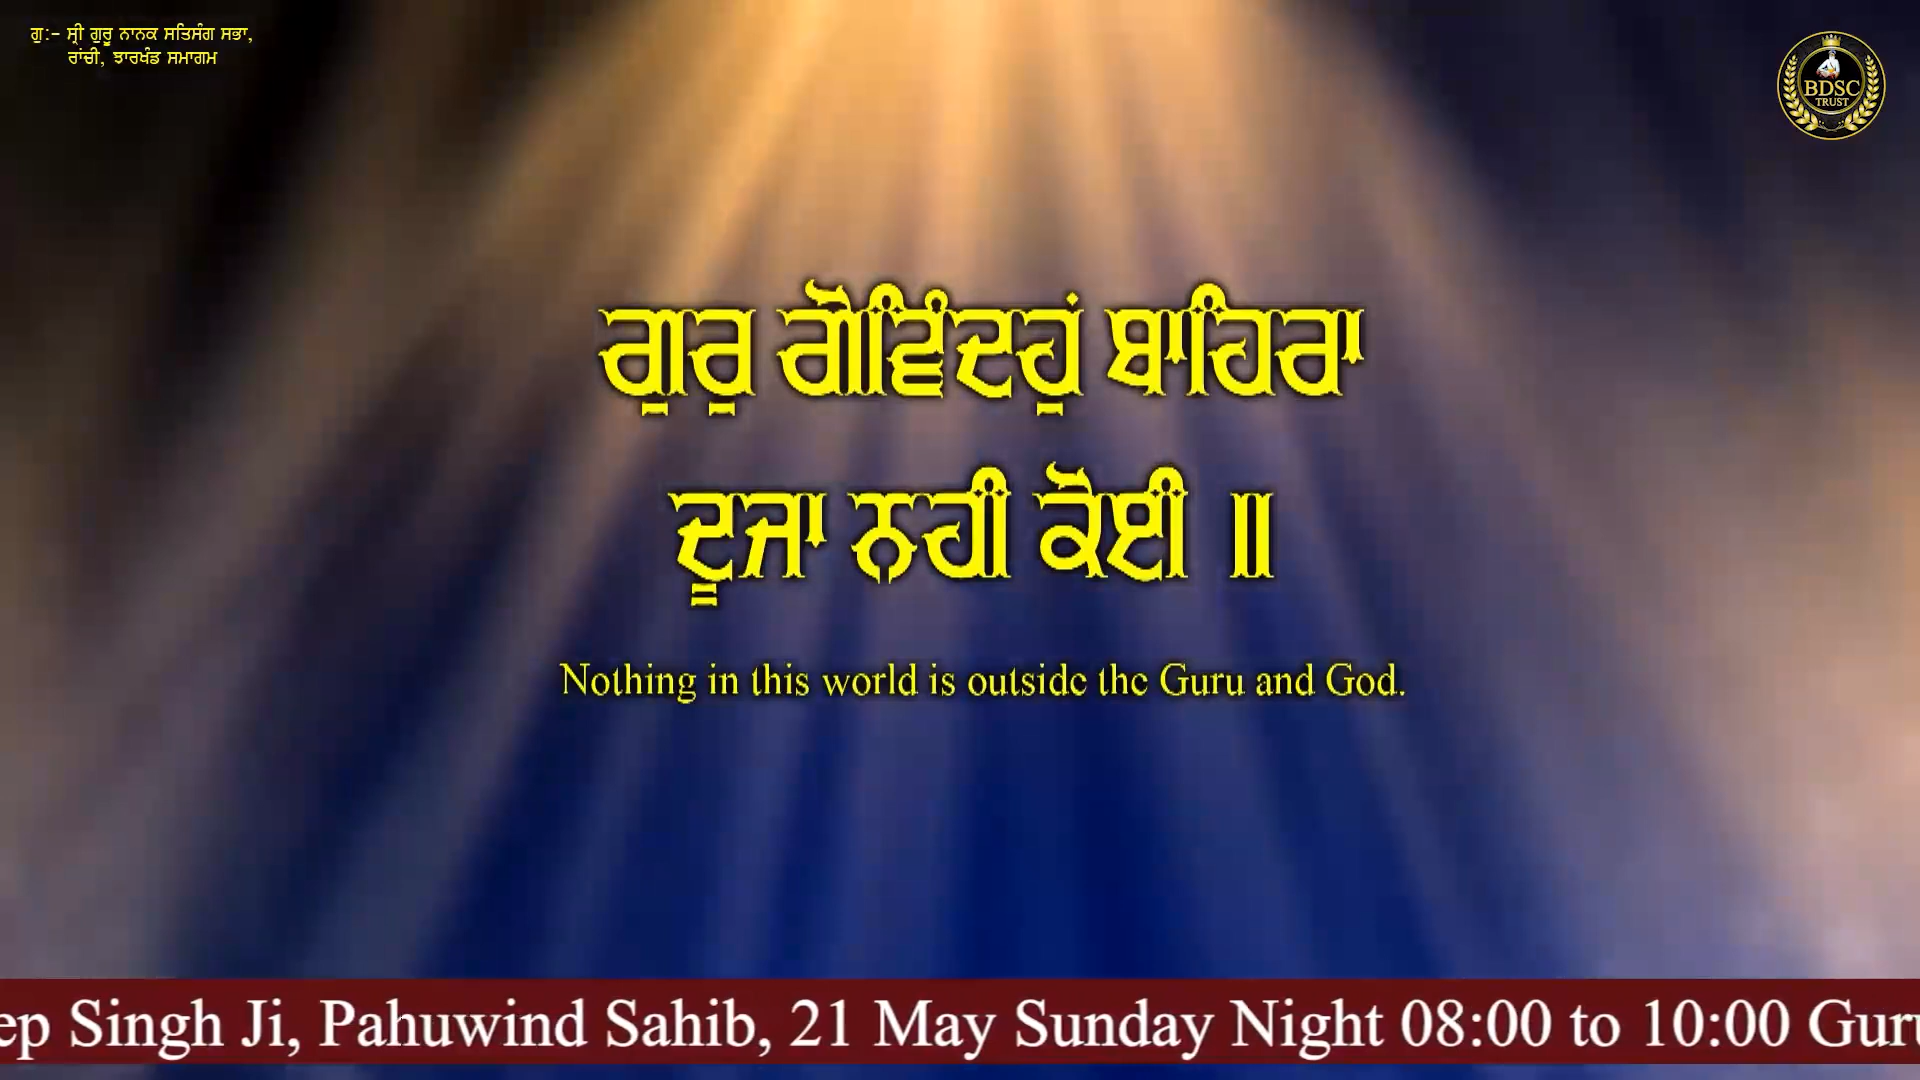 ਗੁ:- ਸ੍ਰੀ ਗੁਰੂ ਨਾਨਕ ਸਤਿਸੰਗ ਸਭਾ,
ਰਾਂਚੀ, ਝਾਰਖੰਡ ਸਮਾਗਮ
BDSC
TRUST
ਗੁਰੁ ਗੋਵਿੰਦਹੁਂ ਬਾਹਿਰਾ
ਦੂਜਾ ਨਹੀ ਕੋਈ ॥
Nothing in this world is outside the Guru and God.
ep Singh Ji, Pahuwind Sahib, 21 May Sunday Night 08:00 to 10:00 Guru